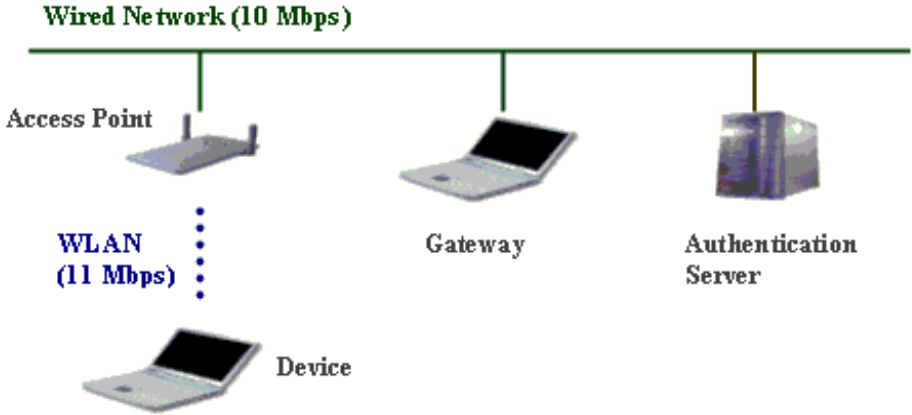 Wired Network (10 Mbps)
Access Point
WLAN
(11 Mbps)
Gateway
Authentication
Server
Device